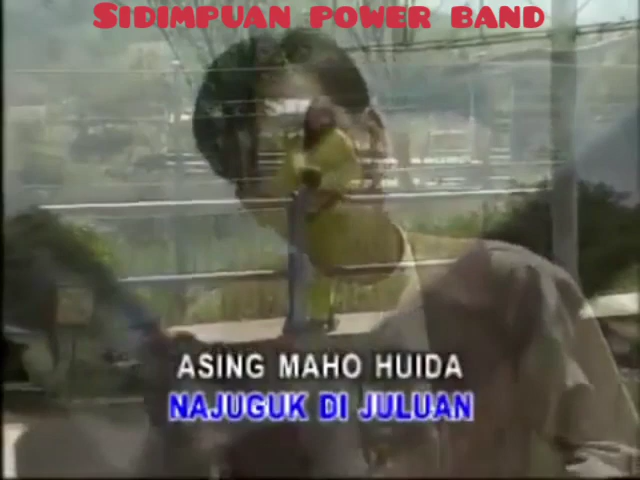 SIDIMPUAN POWER BAND
ASING MAHO HUIDA
NAJUGUK DI JULUAN